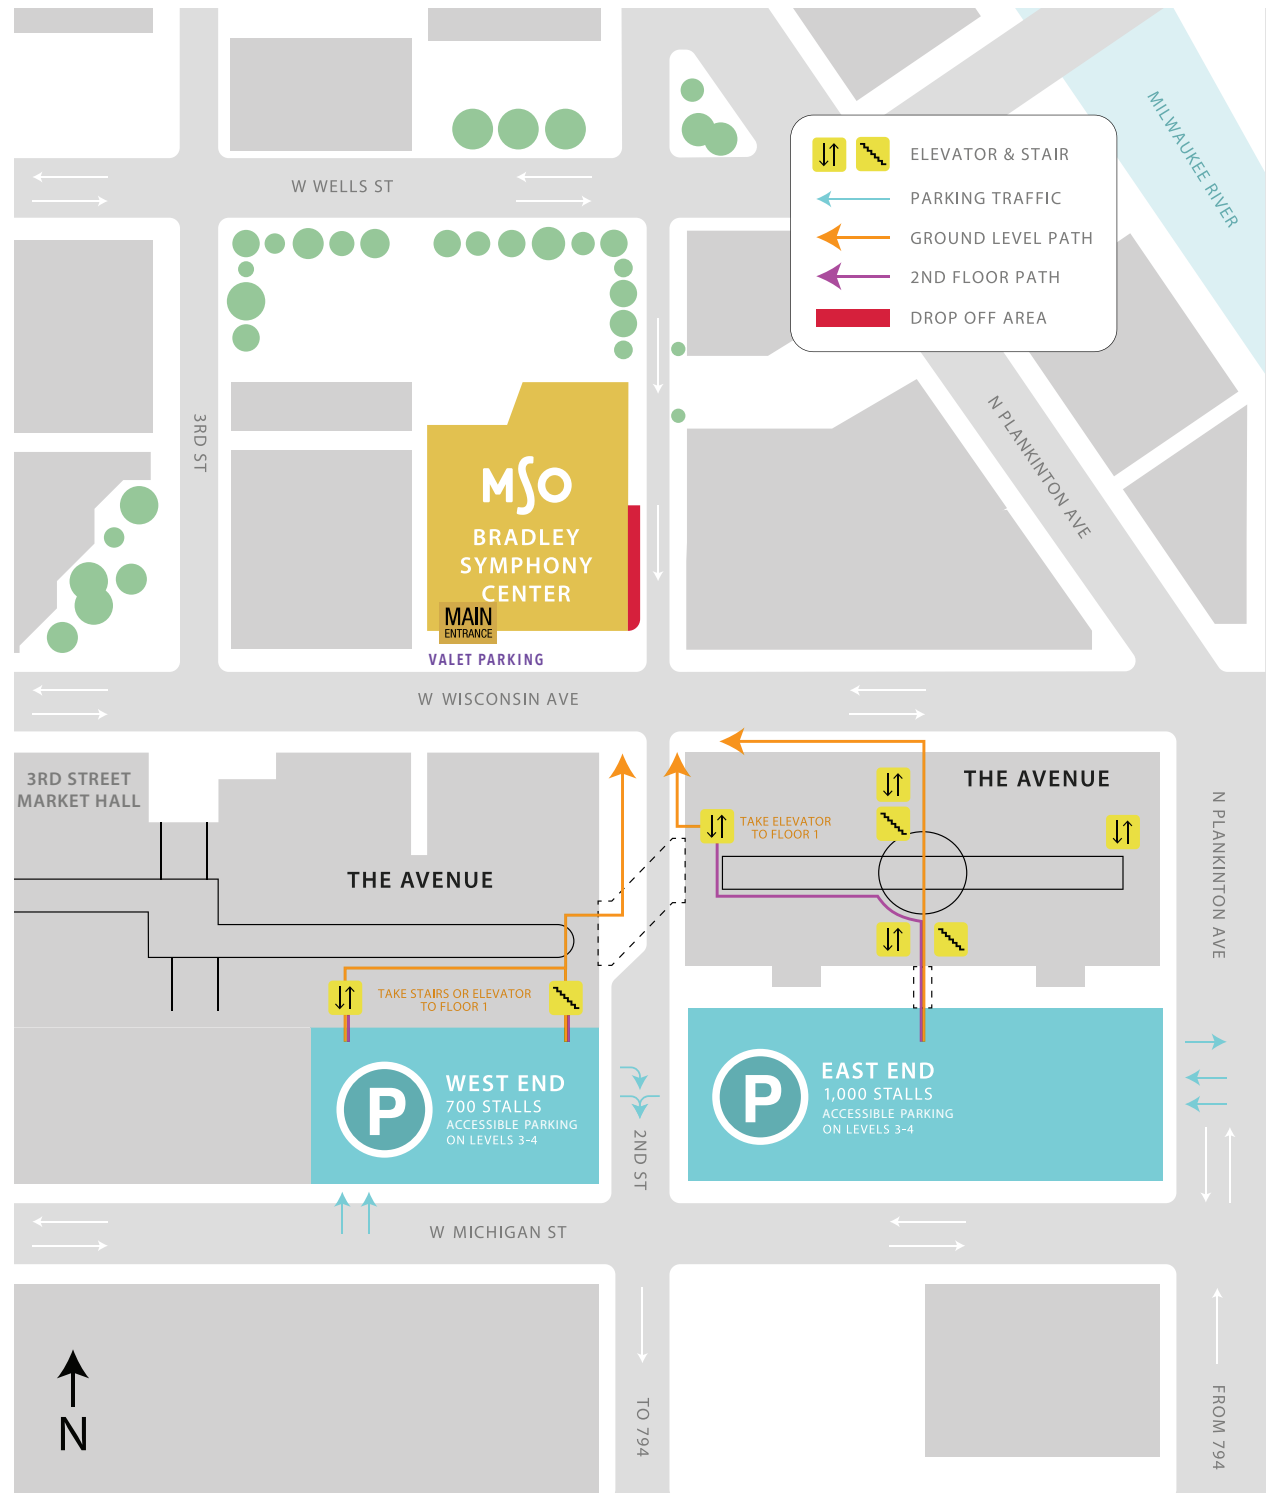 ELEVATOR & STAIR
PARKING TRAFFIC
GROUND LEVEL PATH
2ND FLOOR PATH
DROP OFF AREA
MILWAUKEE RIVER
W WELLS ST
3RD ST
N PLANKINTON AVE
MSO
BRADLEY
SYMPHONY
CENTER
MAIN
ENTRANCE
VALET PARKING
W WISCONSIN AVE
3RD STREET
MARKET HALL
THE AVENUE
TAKE ELEVATOR
TO FLOOR 1
THE AVENUE
N PLANKINTON AVE
TAKE STAIRS OR ELEVATOR
TO FLOOR 1
P
WEST END
700 STALLS
ACCESSIBLE PARKING
ON LEVELS 3-4
P
EAST END
1,000 STALLS
ACCESSIBLE PARKING
ON LEVELS 3-4
2ND ST
W MICHIGAN ST
N
TO 794
FROM 794